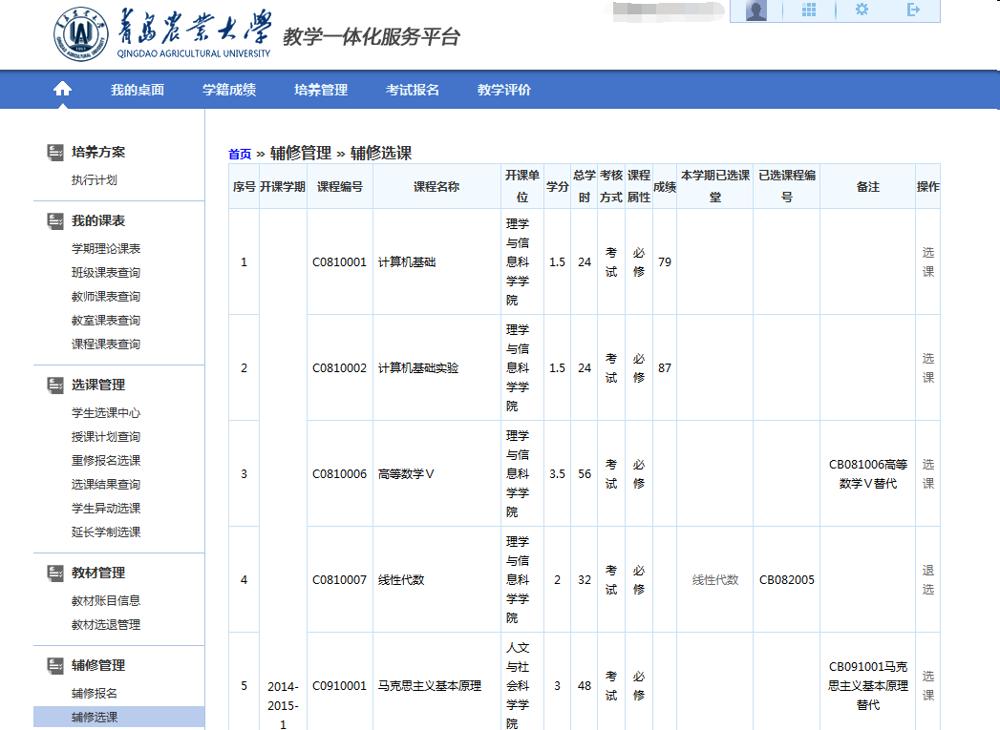 青岛农业大学
QINGDAO AGRICULTURAL UNIVERSITY
教学一体化服务平台
我的桌面 学籍成绩 培养管理 考试报名 教学评价
培养方案
执行计划
我的课表
学期理论课表
班级课表查询
教师课表查询
教室课表查询
课程课表查询
选课管理
学生选课中心
授课计划查询
重修报名选课
选课结果查询
学生异动选课
延长学制选课
教材管理
教材账目信息
教材选退管理
辅修管理
辅修报名
辅修选课
首页 » 辅修管理 » 辅修选课
序号 开课学期 课程编号 课程名称 开课单位 学分 总学时 考核方式 课程属性 成绩 本学期已选课堂 已选课程编号 备注 操作
1 C0810001 计算机基础 理学与信息科学学院 1.5 24 考试 必修 79 选课
2 C0810002 计算机基础实验 理学与信息科学学院 1.5 24 考试 必修 87 选课
3 C0810006 高等数学Ⅴ 理学与信息科学学院 3.5 56 考试 必修 CB081006高等数学Ⅴ替代 选课
4 C0810007 线性代数 理学与信息科学学院 2 32 考试 必修 线性代数 CB082005 退选
5 2014-2015-1 C0910001 马克思主义基本原理 人文与社会科学学院 3 48 考试 必修 CB091001马克思主义基本原理替代 选课